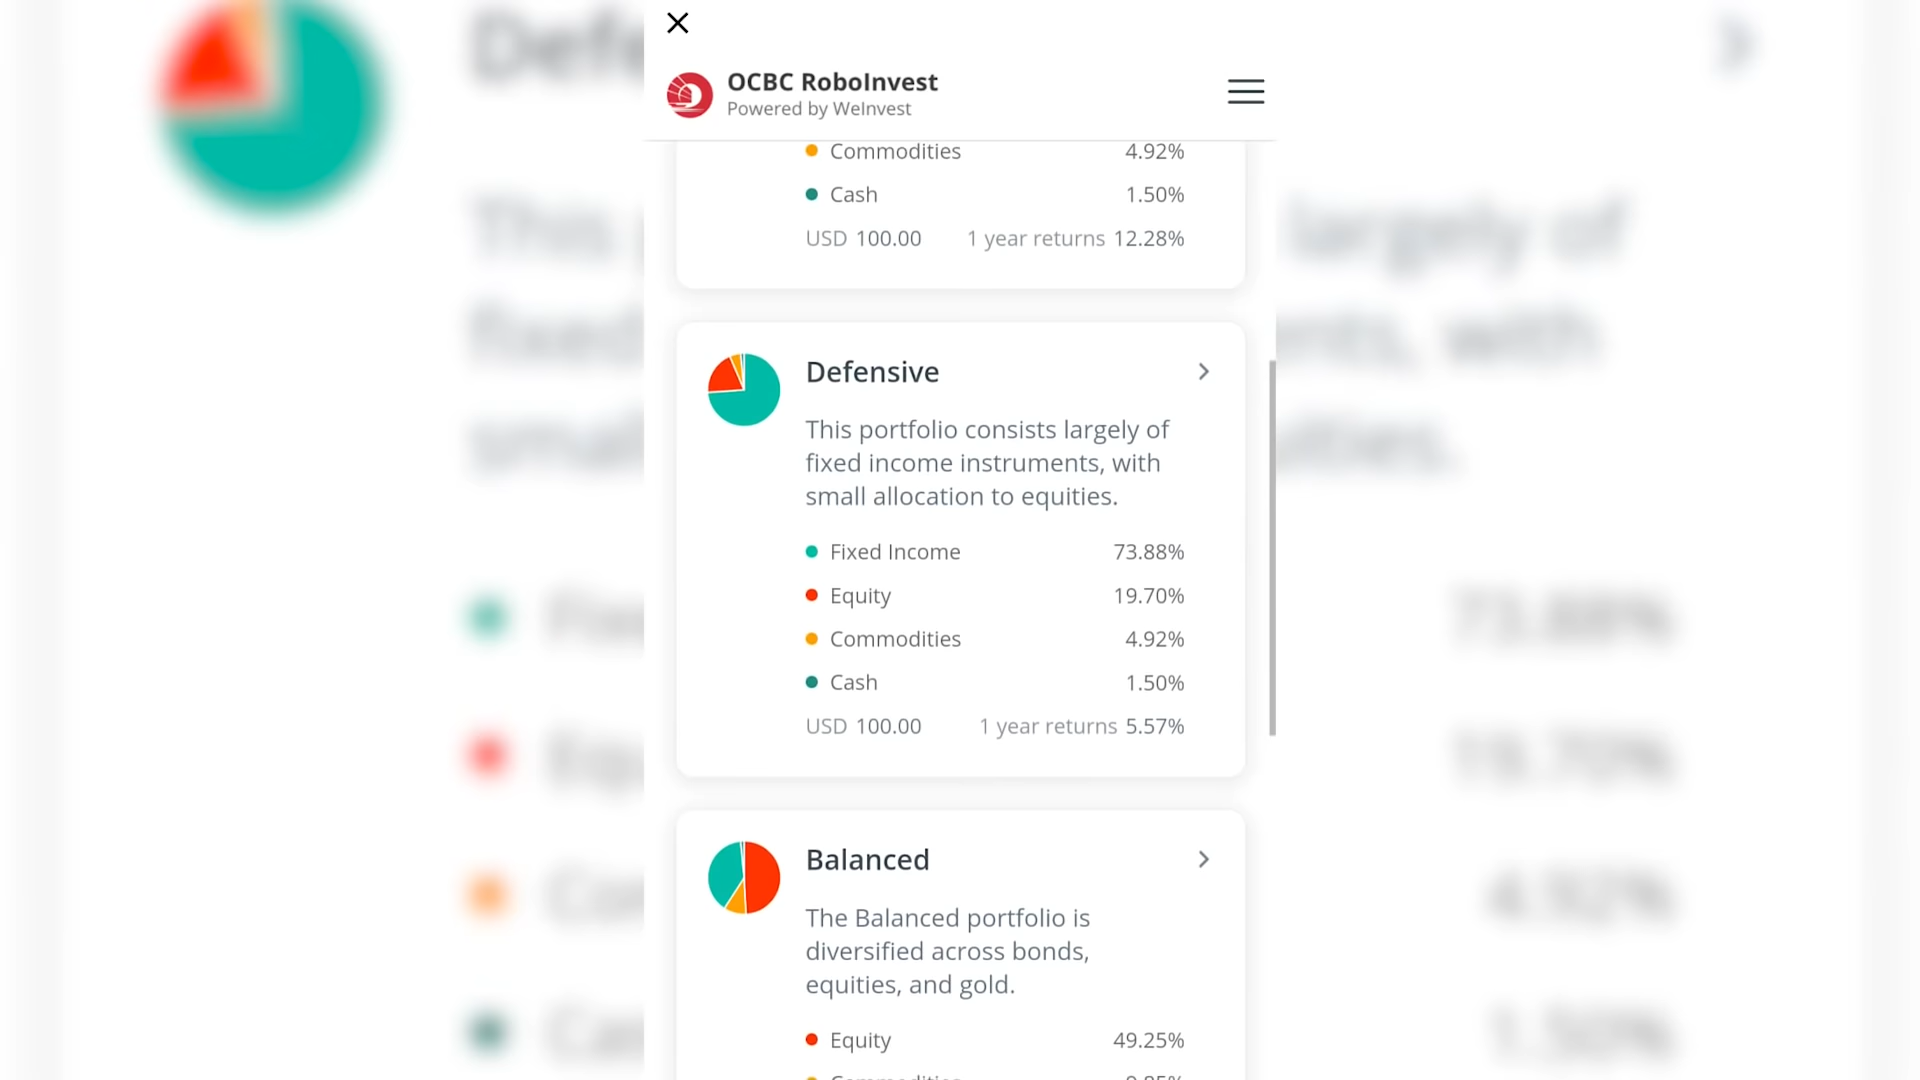 OCBC RoboInvest
Powered by WeInvest
Commodities 4.92%
Cash 1.50%
USD 100.00 1 year returns 12.28%
Defensive
This portfolio consists largely of
fixed income instruments, with
small allocation to equities.
Fixed Income 73.88%
Equity 19.70%
Commodities 4.92%
Cash 1.50%
USD 100.00 1 year returns 5.57%
Balanced
The Balanced portfolio is
diversified across bonds,
equities, and gold.
Equity 49.25%